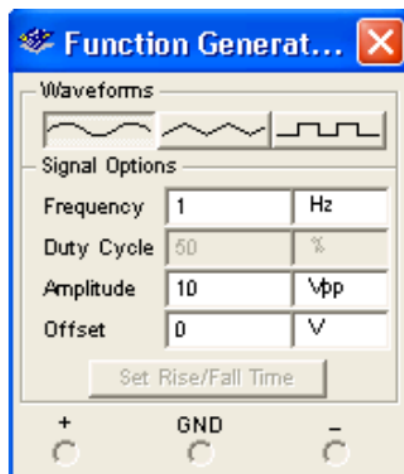 Function Generat...
Waveforms
Signal Options
Frequency 1 Hz
Duty Cycle 50 %
Amplitude 10 Vpp
Offset 0 V
Set Rise/Fall Time
+ GND -